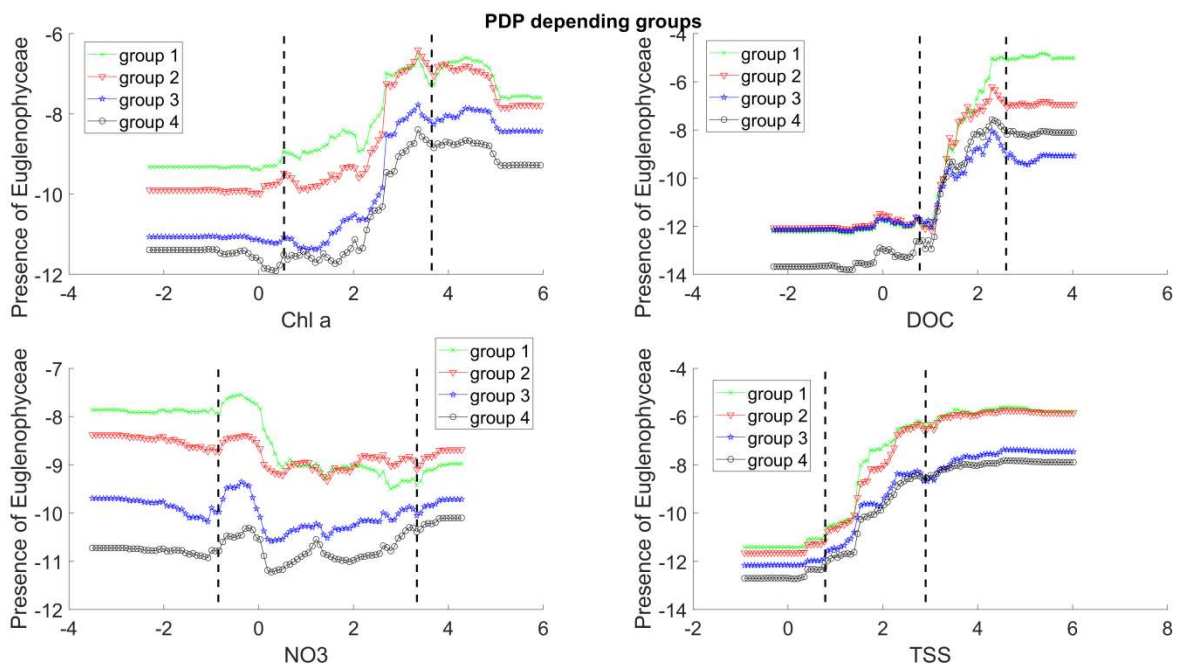 PDP depending groups
Presence of Euglenophyceae
-6
-8
-10
-12
-4
-2
0
2
4
6
Chl a
group 1
group 2
group 3
group 4
Presence of Euglenophyceae
-4
-6
-8
-10
-12
-14
-4
-2
0
2
4
6
DOC
group 1
group 2
group 3
group 4
Presence of Euglenophyceae
-7
-8
-9
-10
-11
-12
-4
-2
0
2
4
6
NO3
group 1
group 2
group 3
group 4
Presence of Euglenophyceae
-4
-6
-8
-10
-12
-14
-2
0
2
4
6
8
TSS
group 1
group 2
group 3
group 4